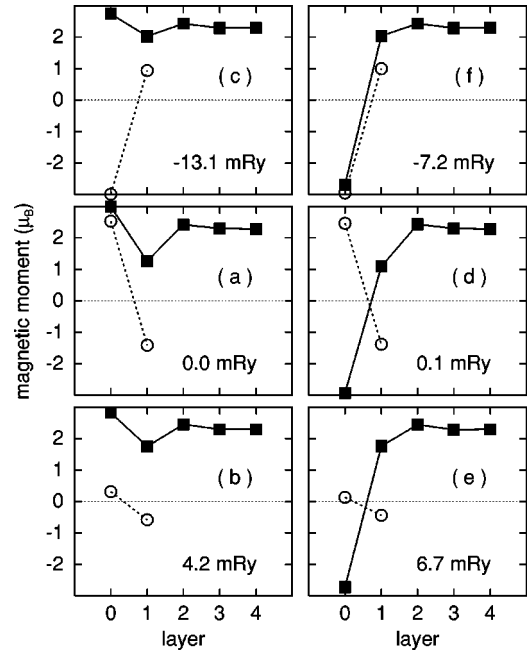 magnetic moment (μB)
2
1
0
-1
-2
( c )
-13.1 mRy
( f )
-7.2 mRy
2
1
0
-1
-2
( a )
0.0 mRy
( d )
0.1 mRy
2
1
0
-1
-2
( b )
4.2 mRy
( e )
6.7 mRy
0 1 2 3 4
0 1 2 3 4
layer
layer